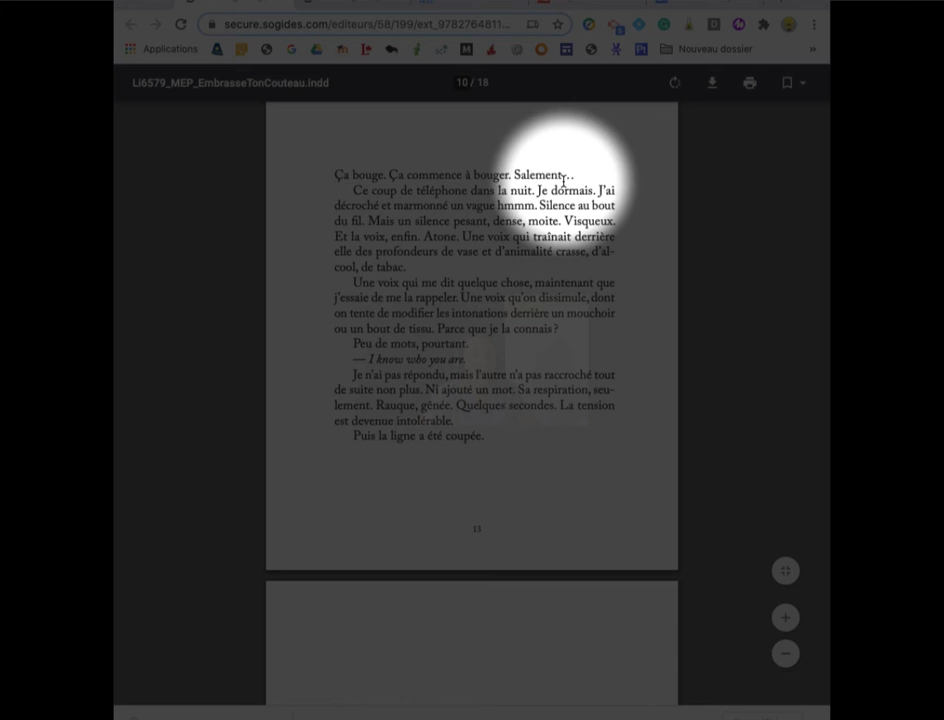 secure.sogides.com/editeurs/58/199/ext_9782764811...
Applications
Nouveau dossier
»
Li6579_MEP_EmbrasseTonCouteau.indd
10 / 18
Ça bouge. Ça commence à bouger. Salement...
Ce coup de téléphone dans la nuit. Je dormais. J'ai
décroché et marmonné un vague hmmm. Silence au bout
du fil. Mais un silence pesant, dense, moite. Visqueux.
Et la voix, enfin. Atone. Une voix qui traînait derrière
elle des profondeurs de vase et d'animalité crasse, d'al-
cool, de tabac.
Une voix qui me dit quelque chose, maintenant que
j'essaie de me la rappeler. Une voix qu'on dissimule, dont
on tente de modifier les intonations derrière un mouchoir
ou un bout de tissu. Parce que je la connais ?
Peu de mots, pourtant.
— I know who you are.
Je n'ai pas répondu, mais l'autre n'a pas raccroché tout
de suite non plus. Ni ajouté un mot. Sa respiration, seu-
lement. Rauque, gênée. Quelques secondes. La tension
est devenue intolérable.
Puis la ligne a été coupée.
13